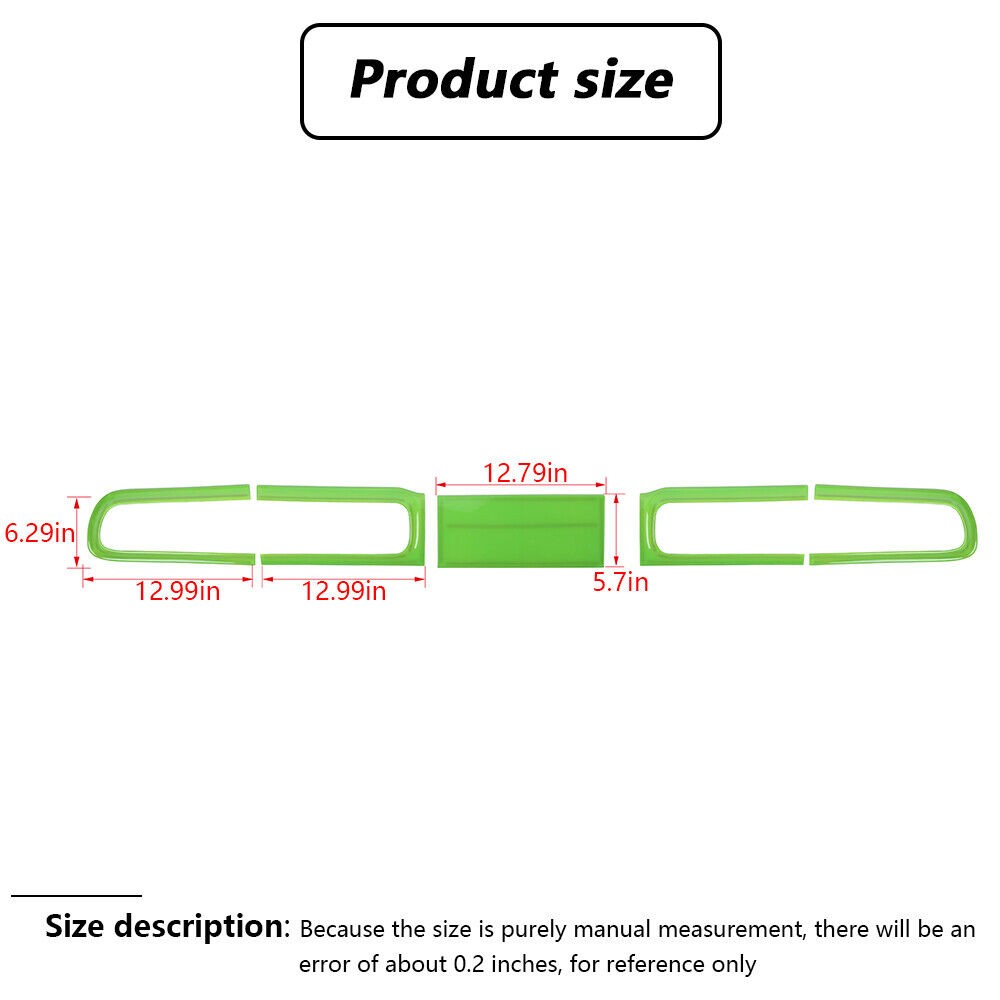 Product size
12.79in
6.29in
5.7in
12.99in
12.99in
Size description: Because the size is purely manual measurement, there will be an
error of about 0.2 inches, for reference only